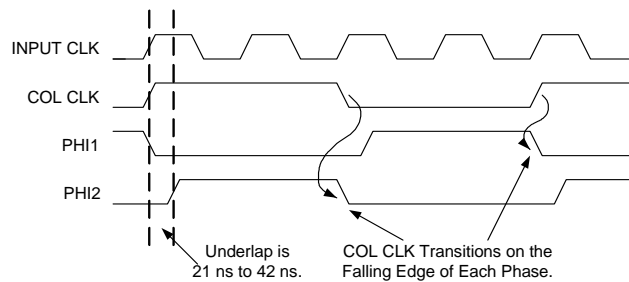 INPUT CLK
COL CLK
PHI1
PHI2
Underlap is
21 ns to 42 ns.
COL CLK Transitions on the
Falling Edge of Each Phase.